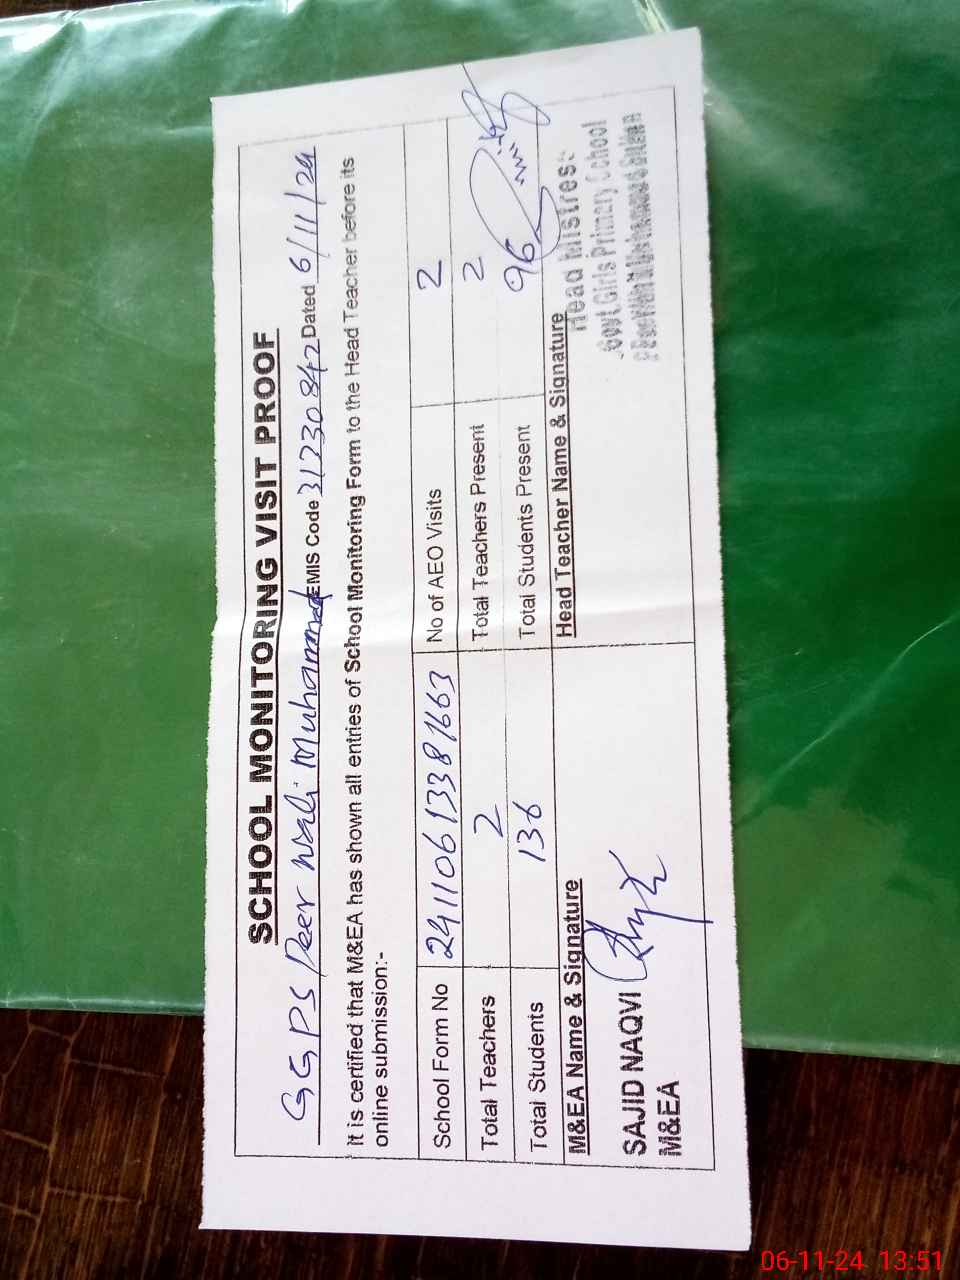 SCHOOL MONITORING VISIT PROOF
GGPS Peer Wali Muhammad EMIS Code 31330842 Dated 6/11/24
It is certified that M&EA has shown all entries of School Monitoring Form to the Head Teacher before its
online submission:-
School Form No 24110613381663 No of AEO Visits 2
Total Teachers 2 Total Teachers Present 2
Total Students 136 Total Students Present 96
M&EA Name & Signature Head Teacher Name & Signature
SAJID NAQVI
M&EA
Head Mistress
Govt. Girls Primary School
06-11-24 13:51